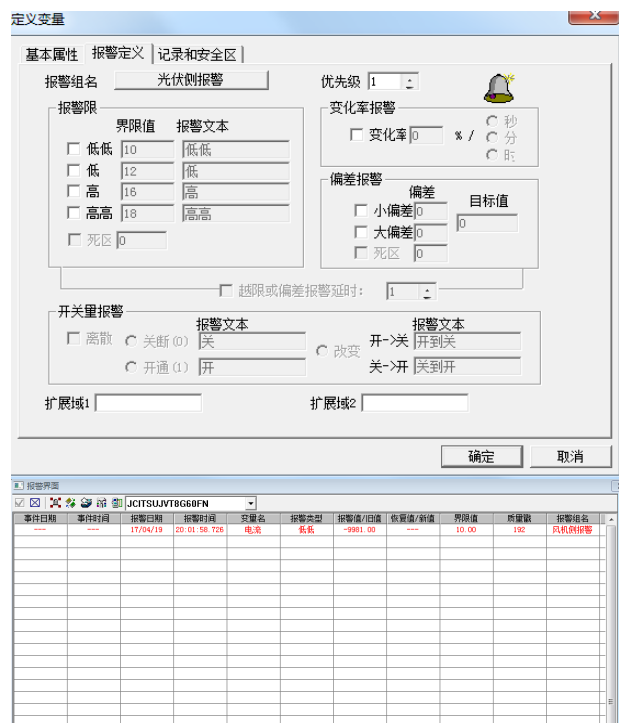 定义变量
基本属性 报警定义 记录和安全区
报警组名 光伏侧报警 优先级 1
报警限
界限值 报警文本
低低 10 低低
低 12 低
高 16 高
高高 18 高高
死区 0
变化率报警
变化率 0 % / 秒 分 时
偏差报警
偏差 目标值
小偏差 0 0
大偏差 0
死区 0
越限或偏差报警延时: 1
开关量报警
报警文本 报警文本
离散 关断(0) 关 改变 开->关 开到关
开通(1) 开 关->开 关到开
扩展域1 扩展域2
确定 取消
报警界面
JCITSUJVT8G60FN
事件日期 事件时间 报警日期 报警时间 变量名 报警类型 报警值/旧值 恢复值/新值 界限值 质量戳 报警组名
--- --- 17/04/19 20:01:58.726 电流 低低 -9981.00 --- 10.00 192 风机侧报警